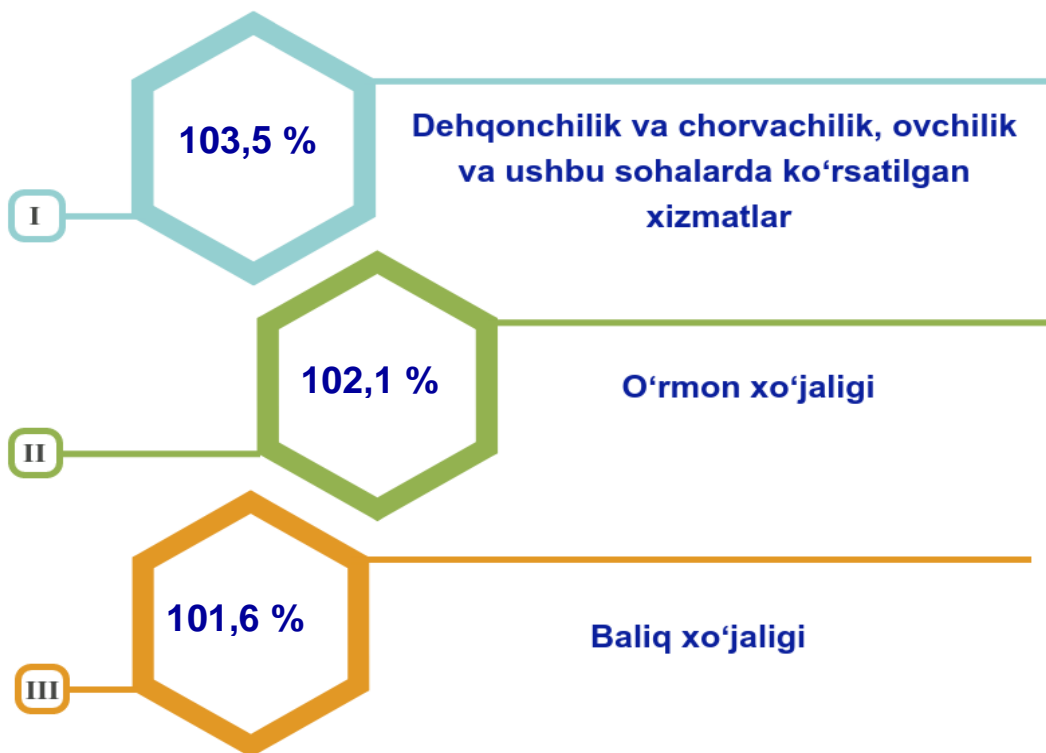 103,5 %
Dehqonchilik va chorvachilik, ovchilik
va ushbu sohalarda ko‘rsatilgan
xizmatlar
I
102,1 %
O‘rmon xo‘jaligi
II
101,6 %
Baliq xo‘jaligi
III